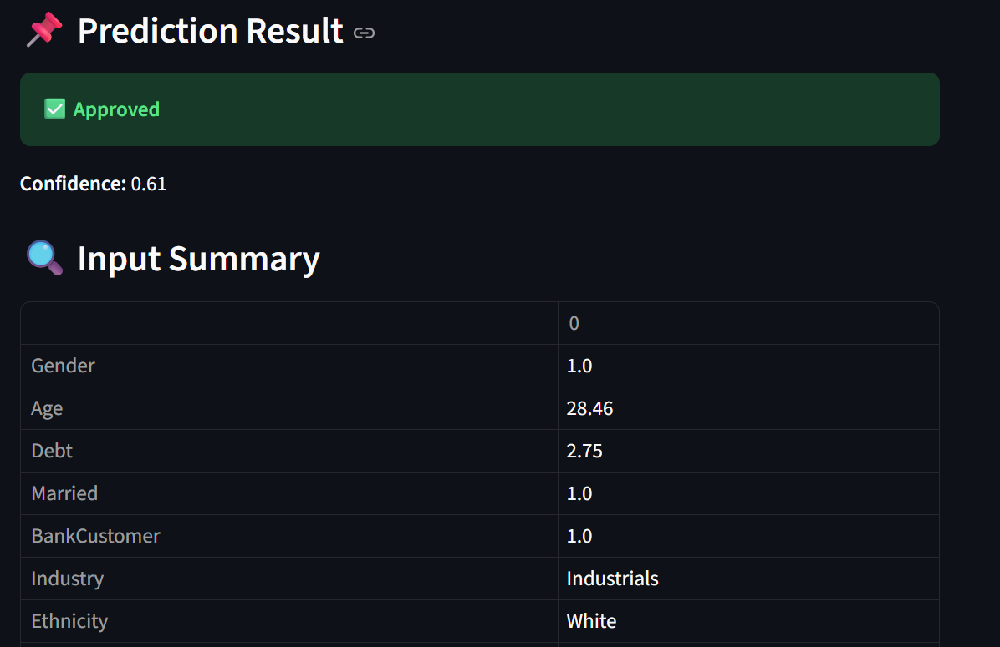 Prediction Result
Approved
Confidence: 0.61
Input Summary
0
Gender 1.0
Age 28.46
Debt 2.75
Married 1.0
BankCustomer 1.0
Industry Industrials
Ethnicity White